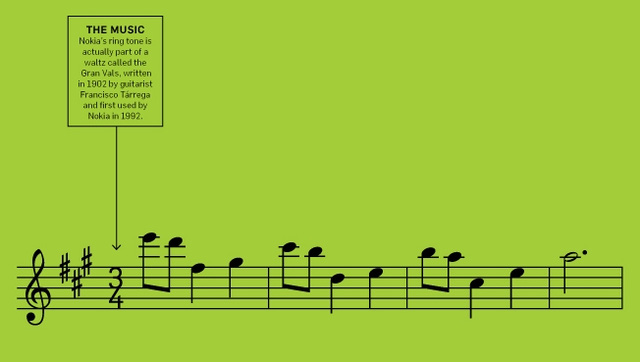 THE MUSIC
Nokia's ring tone is
actually part of a
waltz called the
Gran Vals, written
in 1902 by guitarist
Francisco Tárrega
and first used by
Nokia in 1992.
3
4